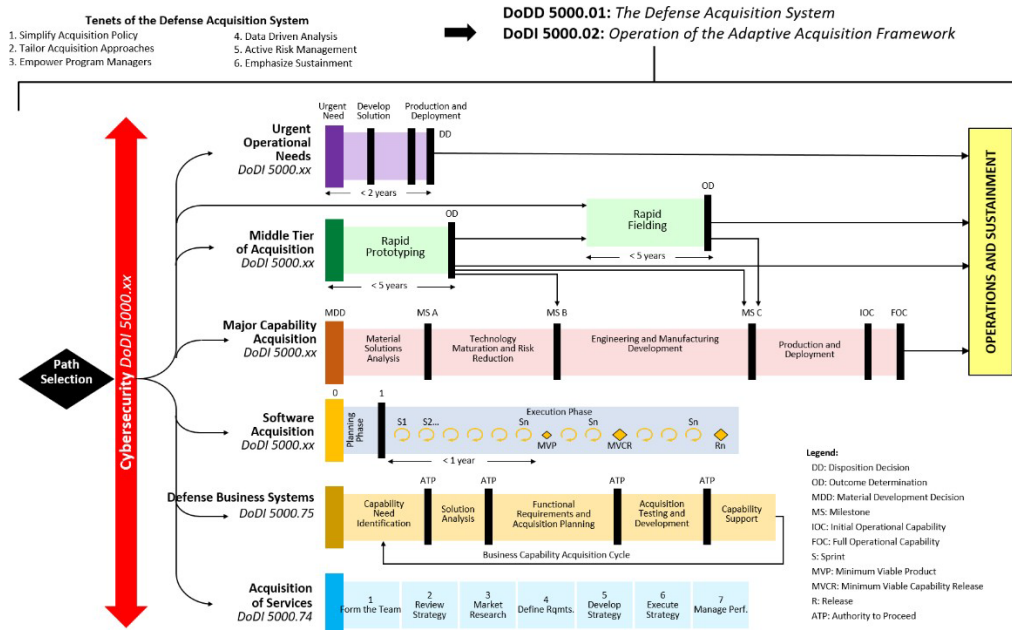 Tenets of the Defense Acquisition System
1. Simplify Acquisition Policy
2. Tailor Acquisition Approaches
3. Empower Program Managers
4. Data Driven Analysis
5. Active Risk Management
6. Emphasize Sustainment
DoDD 5000.01: The Defense Acquisition System
DoDI 5000.02: Operation of the Adaptive Acquisition Framework
Path
Selection
Cybersecurity DoDI 5000.xx
Urgent
Operational
Needs
DoDI 5000.xx
Urgent
Need
Develop
Solution
Production and
Deployment
DD
< 2 years
Middle Tier
of Acquisition
DoDI 5000.xx
Rapid
Prototyping
OD
< 5 years
Rapid
Fielding
OD
< 5 years
Major Capability
Acquisition
DoDI 5000.xx
MDD
Material
Solutions
Analysis
MS A
Technology
Maturation and Risk
Reduction
MS B
Engineering and Manufacturing
Development
MS C
Production and
Deployment
IOC
FOC
OPERATIONS AND SUSTAINMENT
Software
Acquisition
DoDI 5000.xx
0
Planning
Phase
1
Execution Phase
S1
S2...
Sn
MVP
Sn
MVCR
Sn
Rn
< 1 year
Defense Business Systems
DoDI 5000.75
Capability
Need
Identification
ATP
Solution
Analysis
ATP
Functional
Requirements and
Acquisition Planning
ATP
Acquisition
Testing and
Development
ATP
Capability
Support
Business Capability Acquisition Cycle
Acquisition
of Services
DoDI 5000.74
1
Form the Team
2
Review
Strategy
3
Market
Research
4
Define Rqmts.
5
Develop
Strategy
6
Execute
Strategy
7
Manage Perf.
Legend:
DD: Disposition Decision
OD: Outcome Determination
MDD: Material Development Decision
MS: Milestone
IOC: Initial Operational Capability
FOC: Full Operational Capability
S: Sprint
MVP: Minimum Viable Product
MVCR: Minimum Viable Capability Release
R: Release
ATP: Authority to Proceed